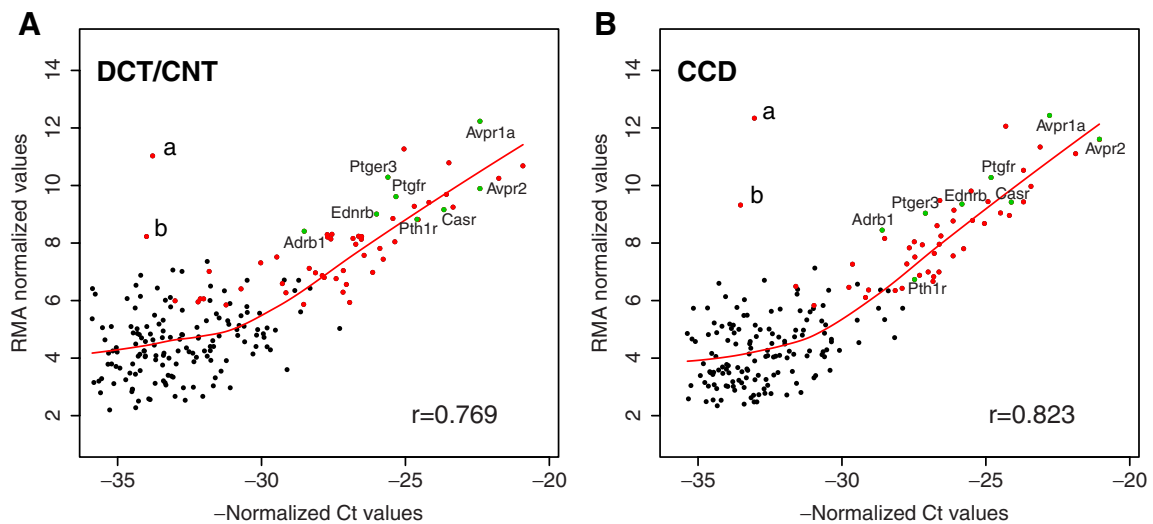 A
DCT/CNT
RMA normalized values
14
12
10
8
6
4
2
a
b
Avpr1a
Ptger3
Ptgfr
Avpr2
Ednrb
Casr
Pth1r
Adrb1
r=0.769
−35
−30
−25
−20
−Normalized Ct values
B
CCD
RMA normalized values
14
12
10
8
6
4
2
a
b
Avpr1a
Avpr2
Ptgfr
Ednrb
Casr
Ptger3
Adrb1
Pth1r
r=0.823
−35
−30
−25
−20
−Normalized Ct values